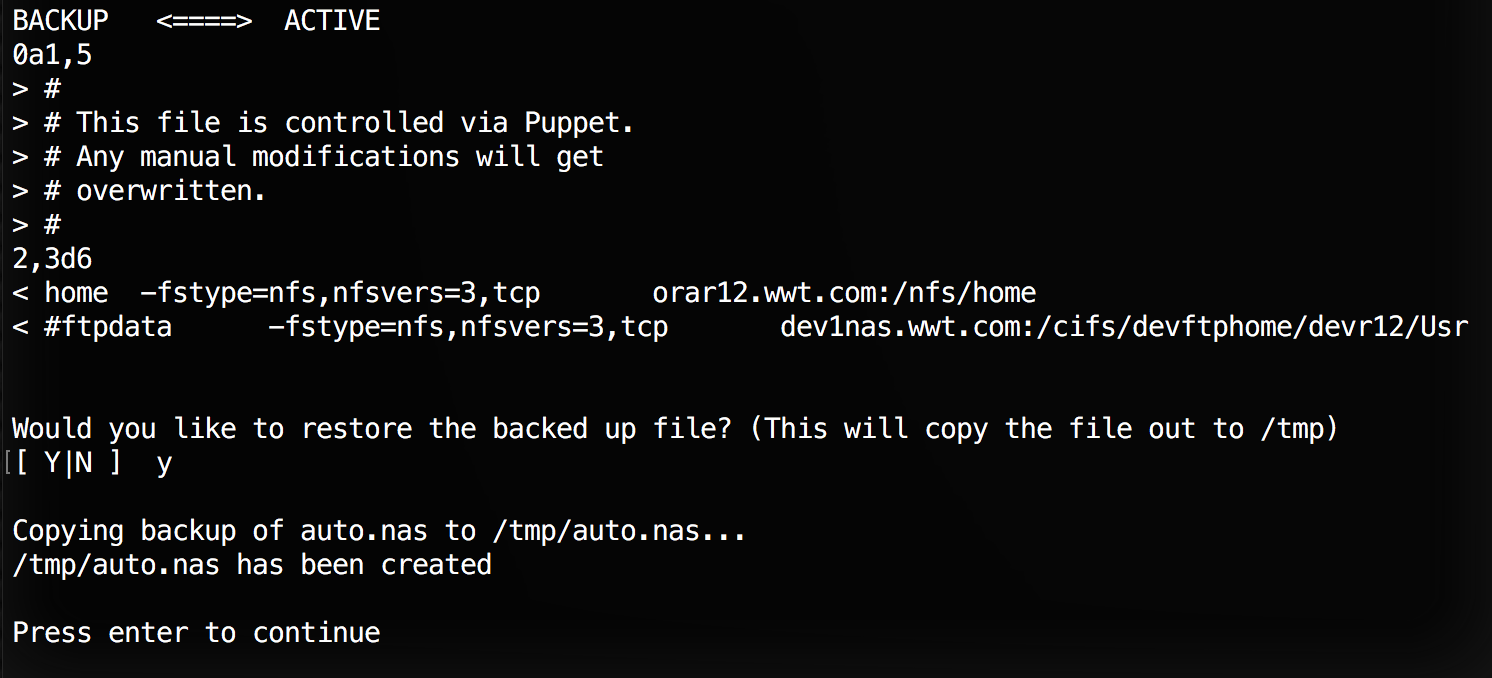 BACKUP   <====>  ACTIVE
0a1,5
> #
> # This file is controlled via Puppet.
> # Any manual modifications will get
> # overwritten.
> #
2,3d6
< home  -fstype=nfs,nfsvers=3,tcp       orar12.wwt.com:/nfs/home
< #ftpdata      -fstype=nfs,nfsvers=3,tcp       dev1nas.wwt.com:/cifs/devftphome/devr12/Usr
Would you like to restore the backed up file? (This will copy the file out to /tmp)
[[ Y|N ]  y
Copying backup of auto.nas to /tmp/auto.nas...
/tmp/auto.nas has been created
Press enter to continue